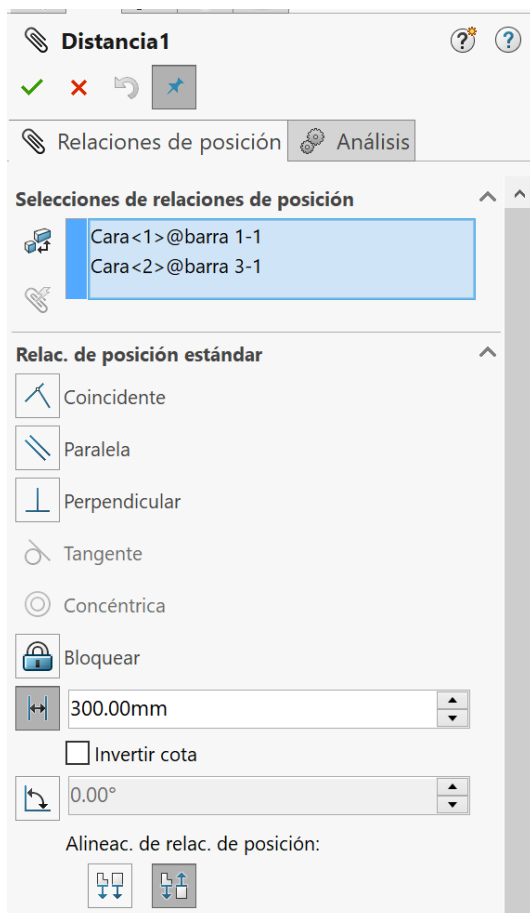 Distancia1
Relaciones de posición
Análisis
Selecciones de relaciones de posición
Cara<1>@barra 1-1
Cara<2>@barra 3-1
Relac. de posición estándar
Coincidente
Paralela
Perpendicular
Tangente
Concéntrica
Bloquear
300.00mm
Invertir cota
0.00°
Alineac. de relac. de posición: